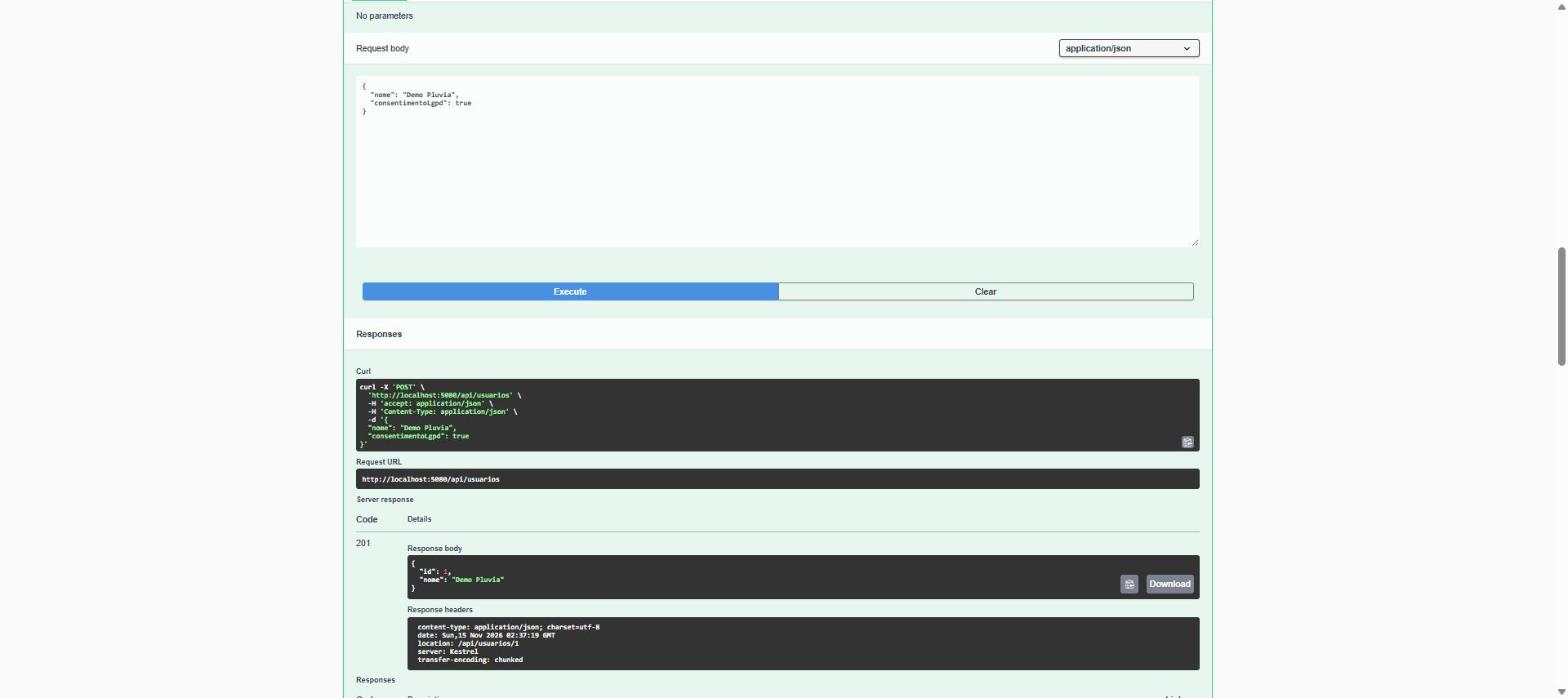 No parameters
Request body
application/json
{
"nome": "Demo Pluvia",
"consentimentoLgpd": true
}
Execute
Clear
Responses
Curl
curl -X 'POST' \
'http://localhost:5080/api/usuarios' \
-H 'accept: application/json' \
-H 'Content-Type: application/json' \
-d '{
"nome": "Demo Pluvia",
"consentimentoLgpd": true
}'
Request URL
http://localhost:5080/api/usuarios
Server response
Code
Details
201
Response body
{
"id": 1,
"nome": "Demo Pluvia"
}
Download
Response headers
content-type: application/json; charset=utf-8
date: Sun,15 Nov 2026 02:37:19 GMT
location: /api/usuarios/1
server: Kestrel
transfer-encoding: chunked
Responses